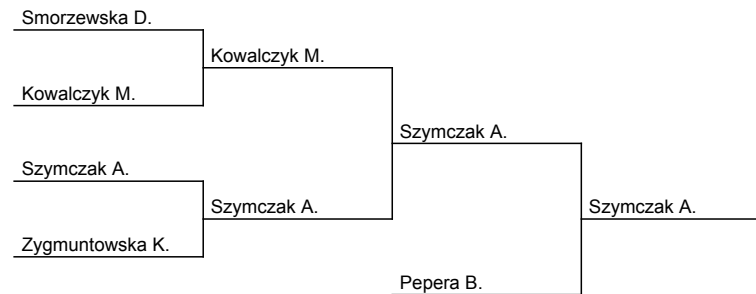 Smorzewska D.
Kowalczyk M.
Kowalczyk M.
Szymczak A.
Szymczak A.
Szymczak A.
Szymczak A.
Zygmuntowska K.
Pepera B.